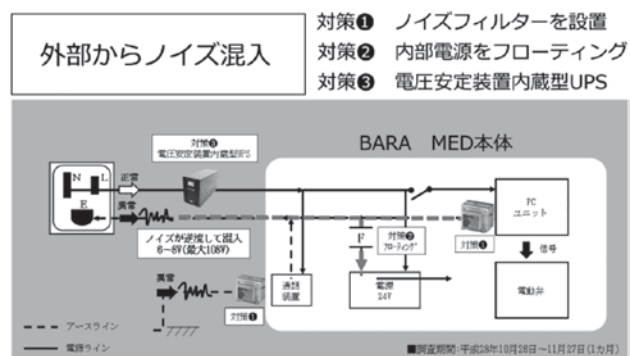 外部からノイズ混入
対策❶ ノイズフィルターを設置
対策❷ 内部電源をフローティング
対策❸ 電圧安定装置内蔵型UPS
BARA MED本体
対策❸
電圧安定装置内蔵型UPS
N
L
E
正常
異常
ノイズが逆流して混入
6~8V(最大108V)
異常
対策❶
通話
装置
F
対策❷
フローティング
電源
24V
対策❶
PC
ユニット
信号
電動弁
アースライン
電源ライン
■調査期間:平成28年10月28日~11月27日(1カ月)